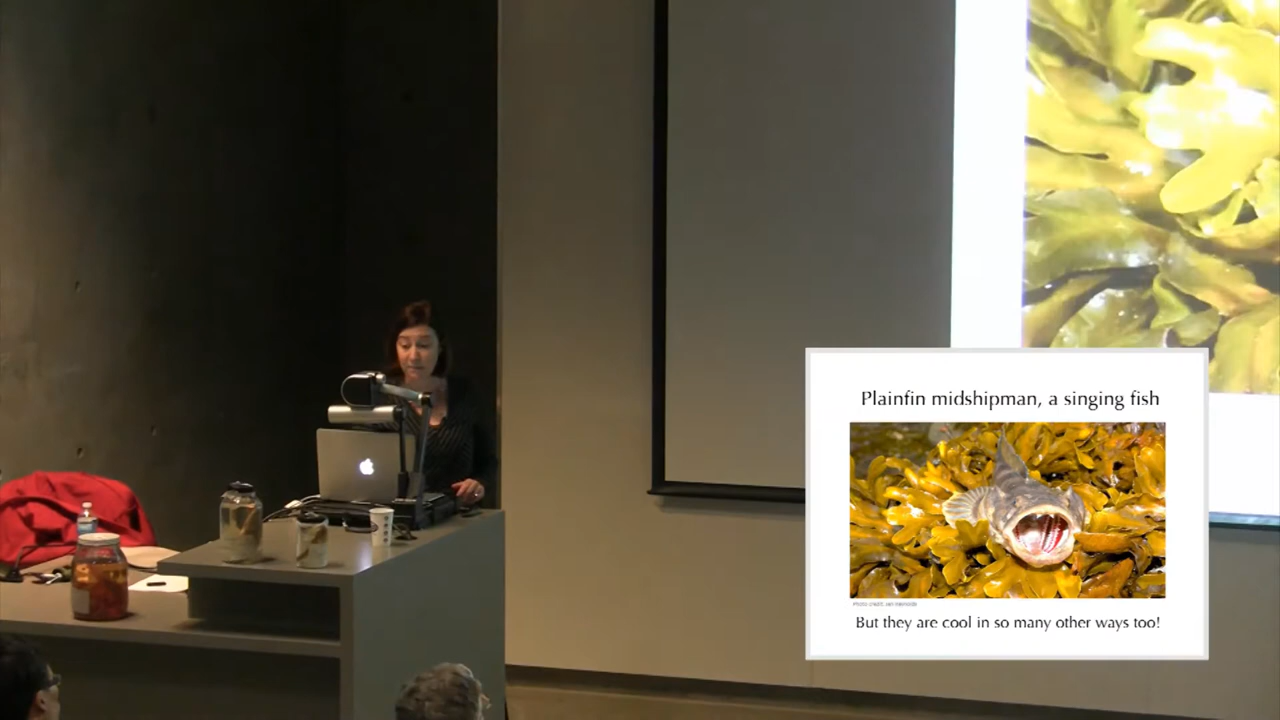 Plainfin midshipman, a singing fish
But they are cool in so many other ways too!